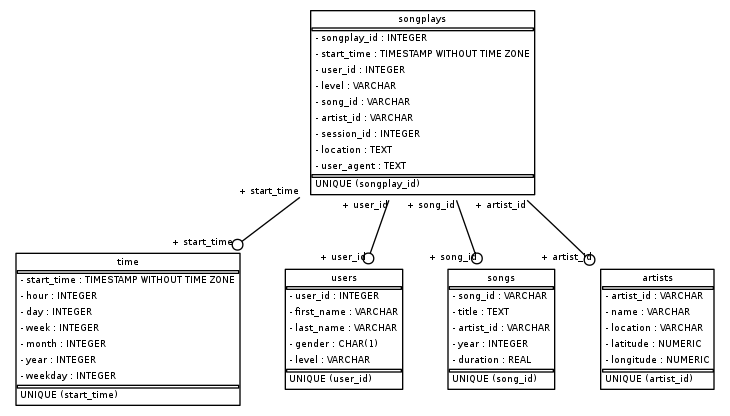 songplays
- songplay_id : INTEGER
- start_time : TIMESTAMP WITHOUT TIME ZONE
- user_id : INTEGER
- level : VARCHAR
- song_id : VARCHAR
- artist_id : VARCHAR
- session_id : INTEGER
- location : TEXT
- user_agent : TEXT
UNIQUE (songplay_id)
+ start_time
+ user_id
+ song_id
+ artist_id
+ start_time
+ user_id
+ song_id
+ artist_id
time
- start_time : TIMESTAMP WITHOUT TIME ZONE
- hour : INTEGER
- day : INTEGER
- week : INTEGER
- month : INTEGER
- year : INTEGER
- weekday : INTEGER
UNIQUE (start_time)
users
- user_id : INTEGER
- first_name : VARCHAR
- last_name : VARCHAR
- gender : CHAR(1)
- level : VARCHAR
UNIQUE (user_id)
songs
- song_id : VARCHAR
- title : TEXT
- artist_id : VARCHAR
- year : INTEGER
- duration : REAL
UNIQUE (song_id)
artists
- artist_id : VARCHAR
- name : VARCHAR
- location : VARCHAR
- latitude : NUMERIC
- longitude : NUMERIC
UNIQUE (artist_id)